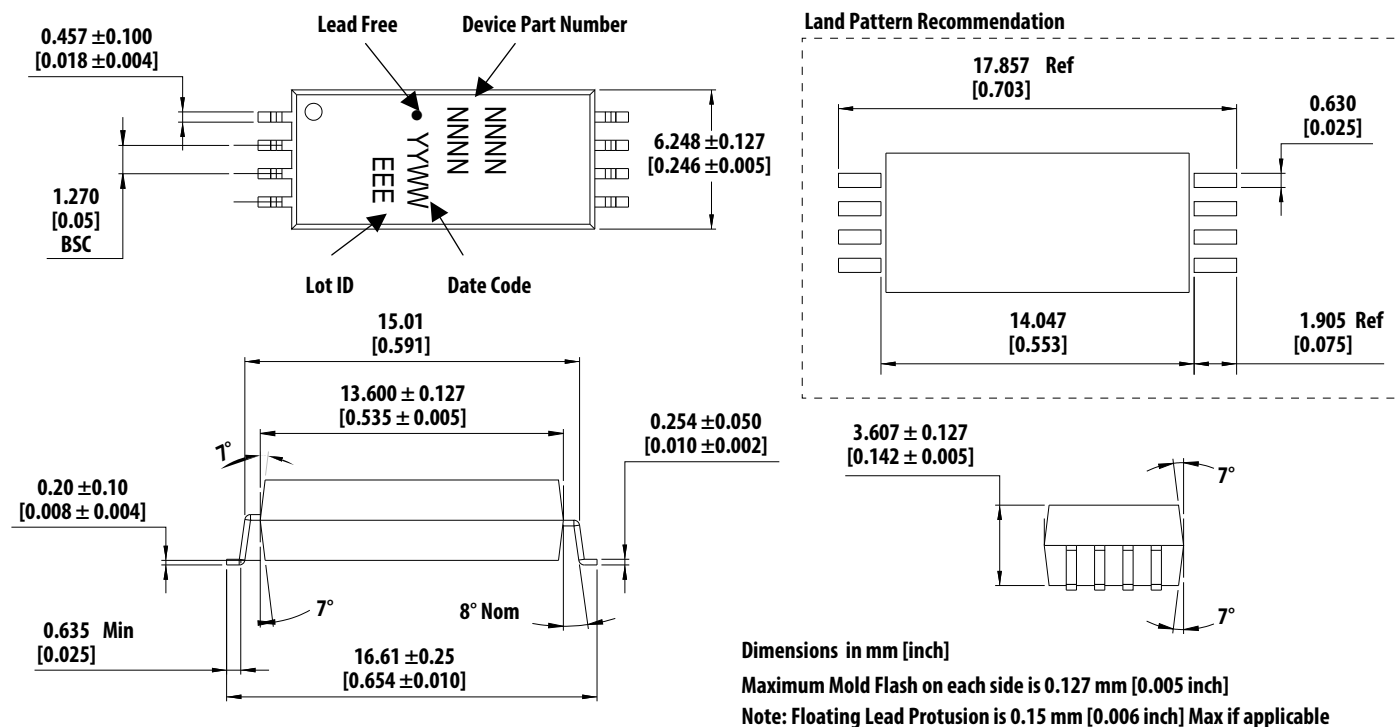 Lead Free
Device Part Number
0.457 ±0.100
[0.018 ±0.004]
NNNN
NNNN
YYWW
EEE
6.248 ±0.127
[0.246 ±0.005]
1.270
[0.05]
BSC
Lot ID
Date Code
Land Pattern Recommendation
17.857 Ref
[0.703]
0.630
[0.025]
14.047
[0.553]
1.905 Ref
[0.075]
15.01
[0.591]
13.600 ± 0.127
[0.535 ± 0.005]
0.254 ±0.050
[0.010 ±0.002]
7°
0.20 ±0.10
[0.008 ± 0.004]
7°
8° Nom
0.635 Min
[0.025]
16.61 ±0.25
[0.654 ±0.010]
3.607 ± 0.127
[0.142 ± 0.005]
7°
7°
Dimensions in mm [inch]
Maximum Mold Flash on each side is 0.127 mm [0.005 inch]
Note: Floating Lead Protusion is 0.15 mm [0.006 inch] Max if applicable